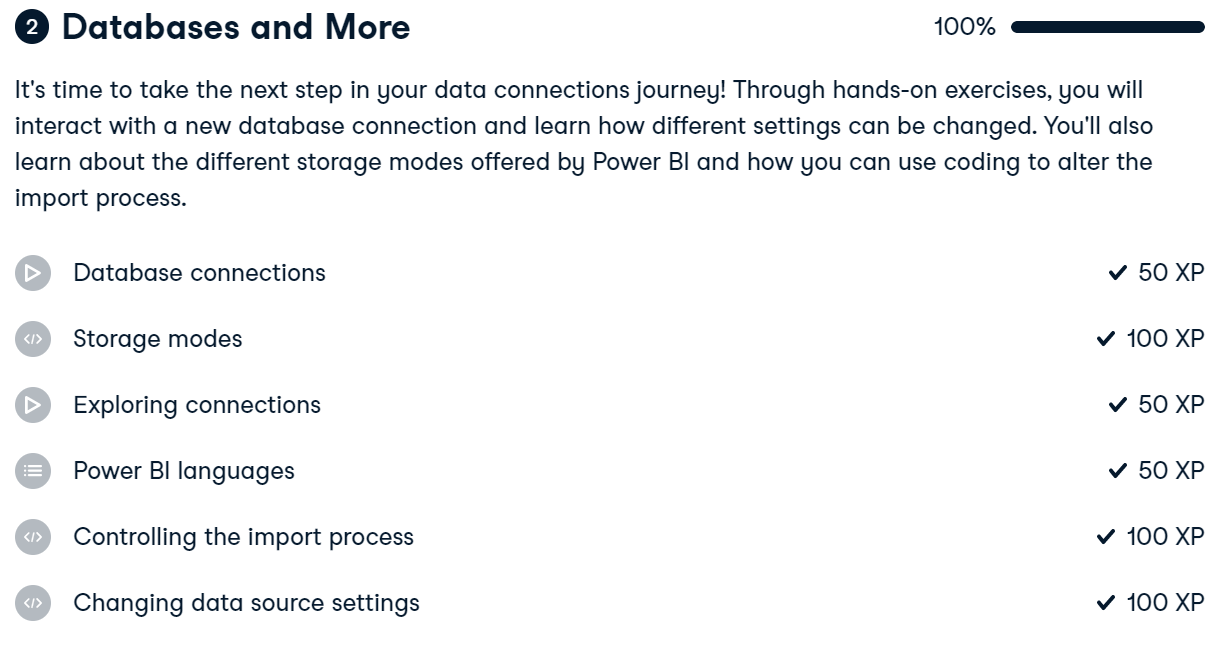 2 Databases and More 100%
It's time to take the next step in your data connections journey! Through hands-on exercises, you will
interact with a new database connection and learn how different settings can be changed. You'll also
learn about the different storage modes offered by Power BI and how you can use coding to alter the
import process.
Database connections 50 XP
Storage modes 100 XP
Exploring connections 50 XP
Power BI languages 50 XP
Controlling the import process 100 XP
Changing data source settings 100 XP